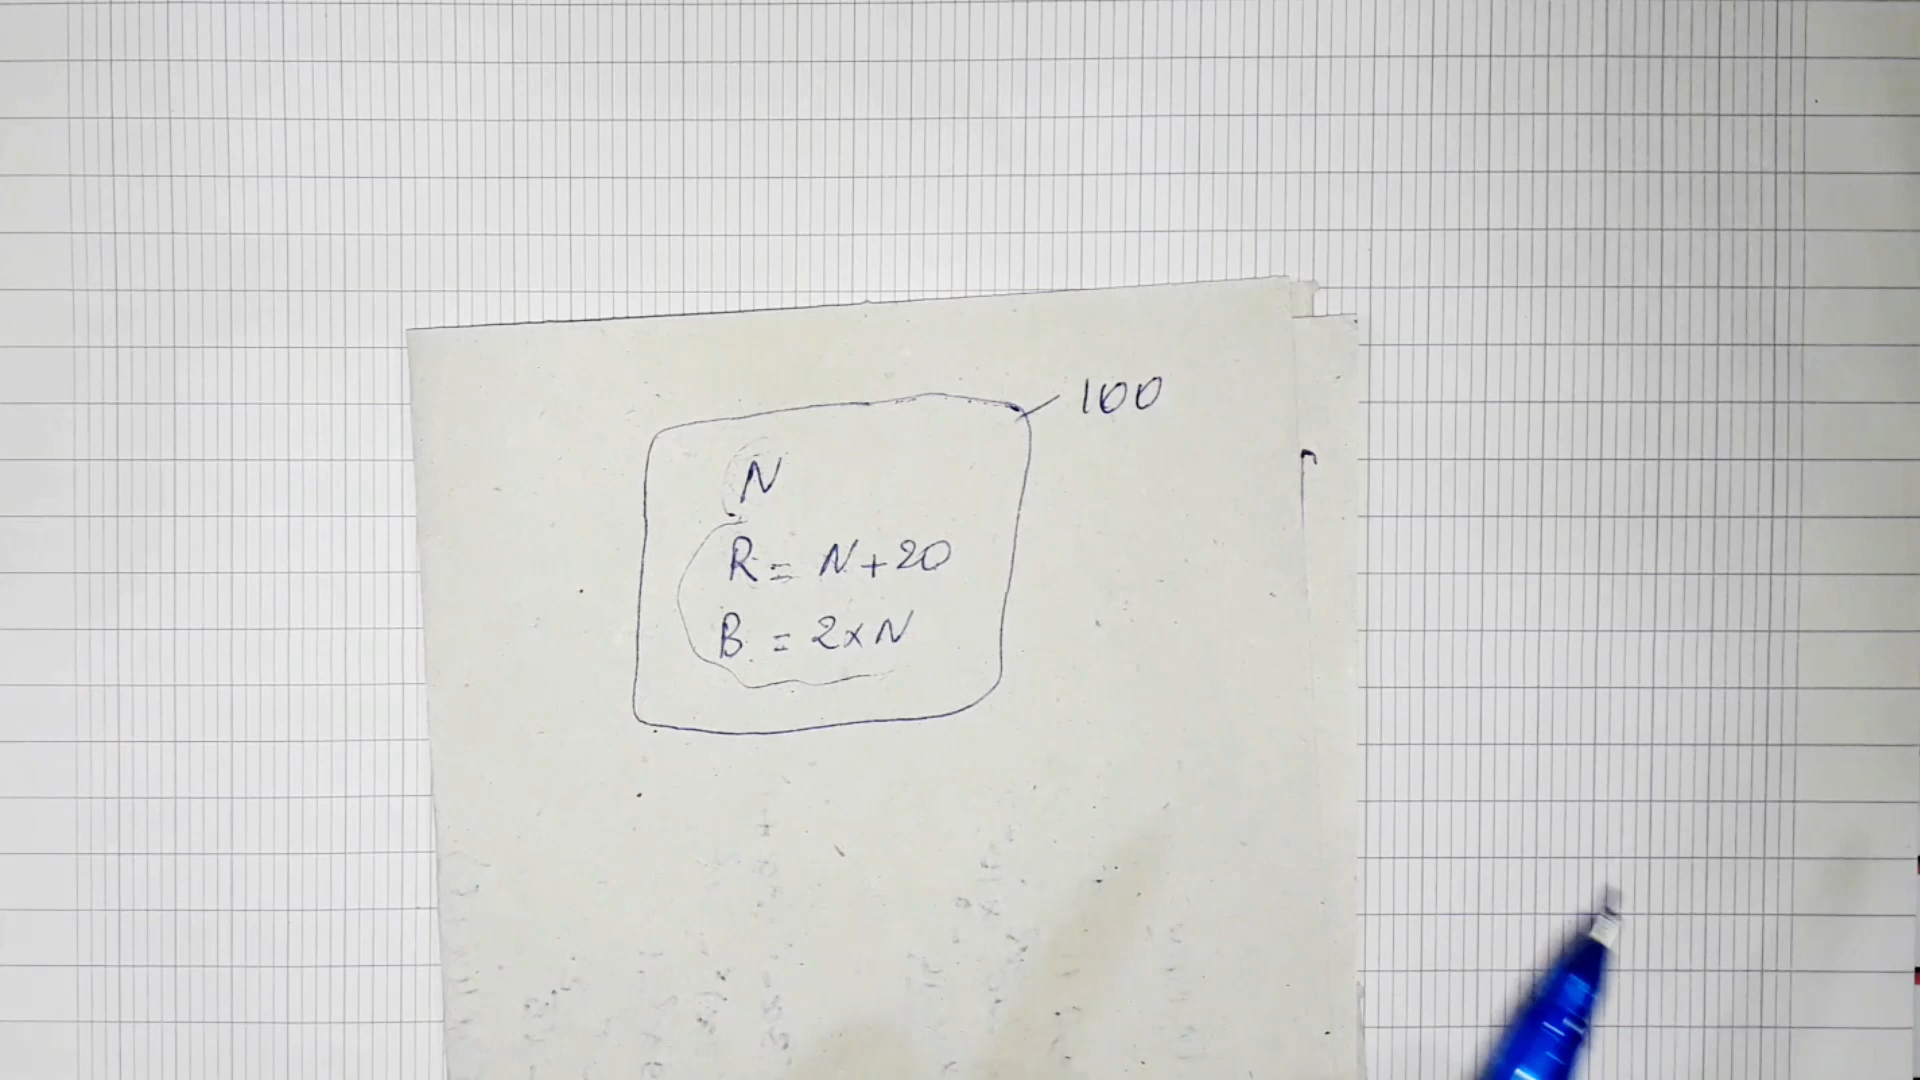 100
N
R = N+20
B = 2×N